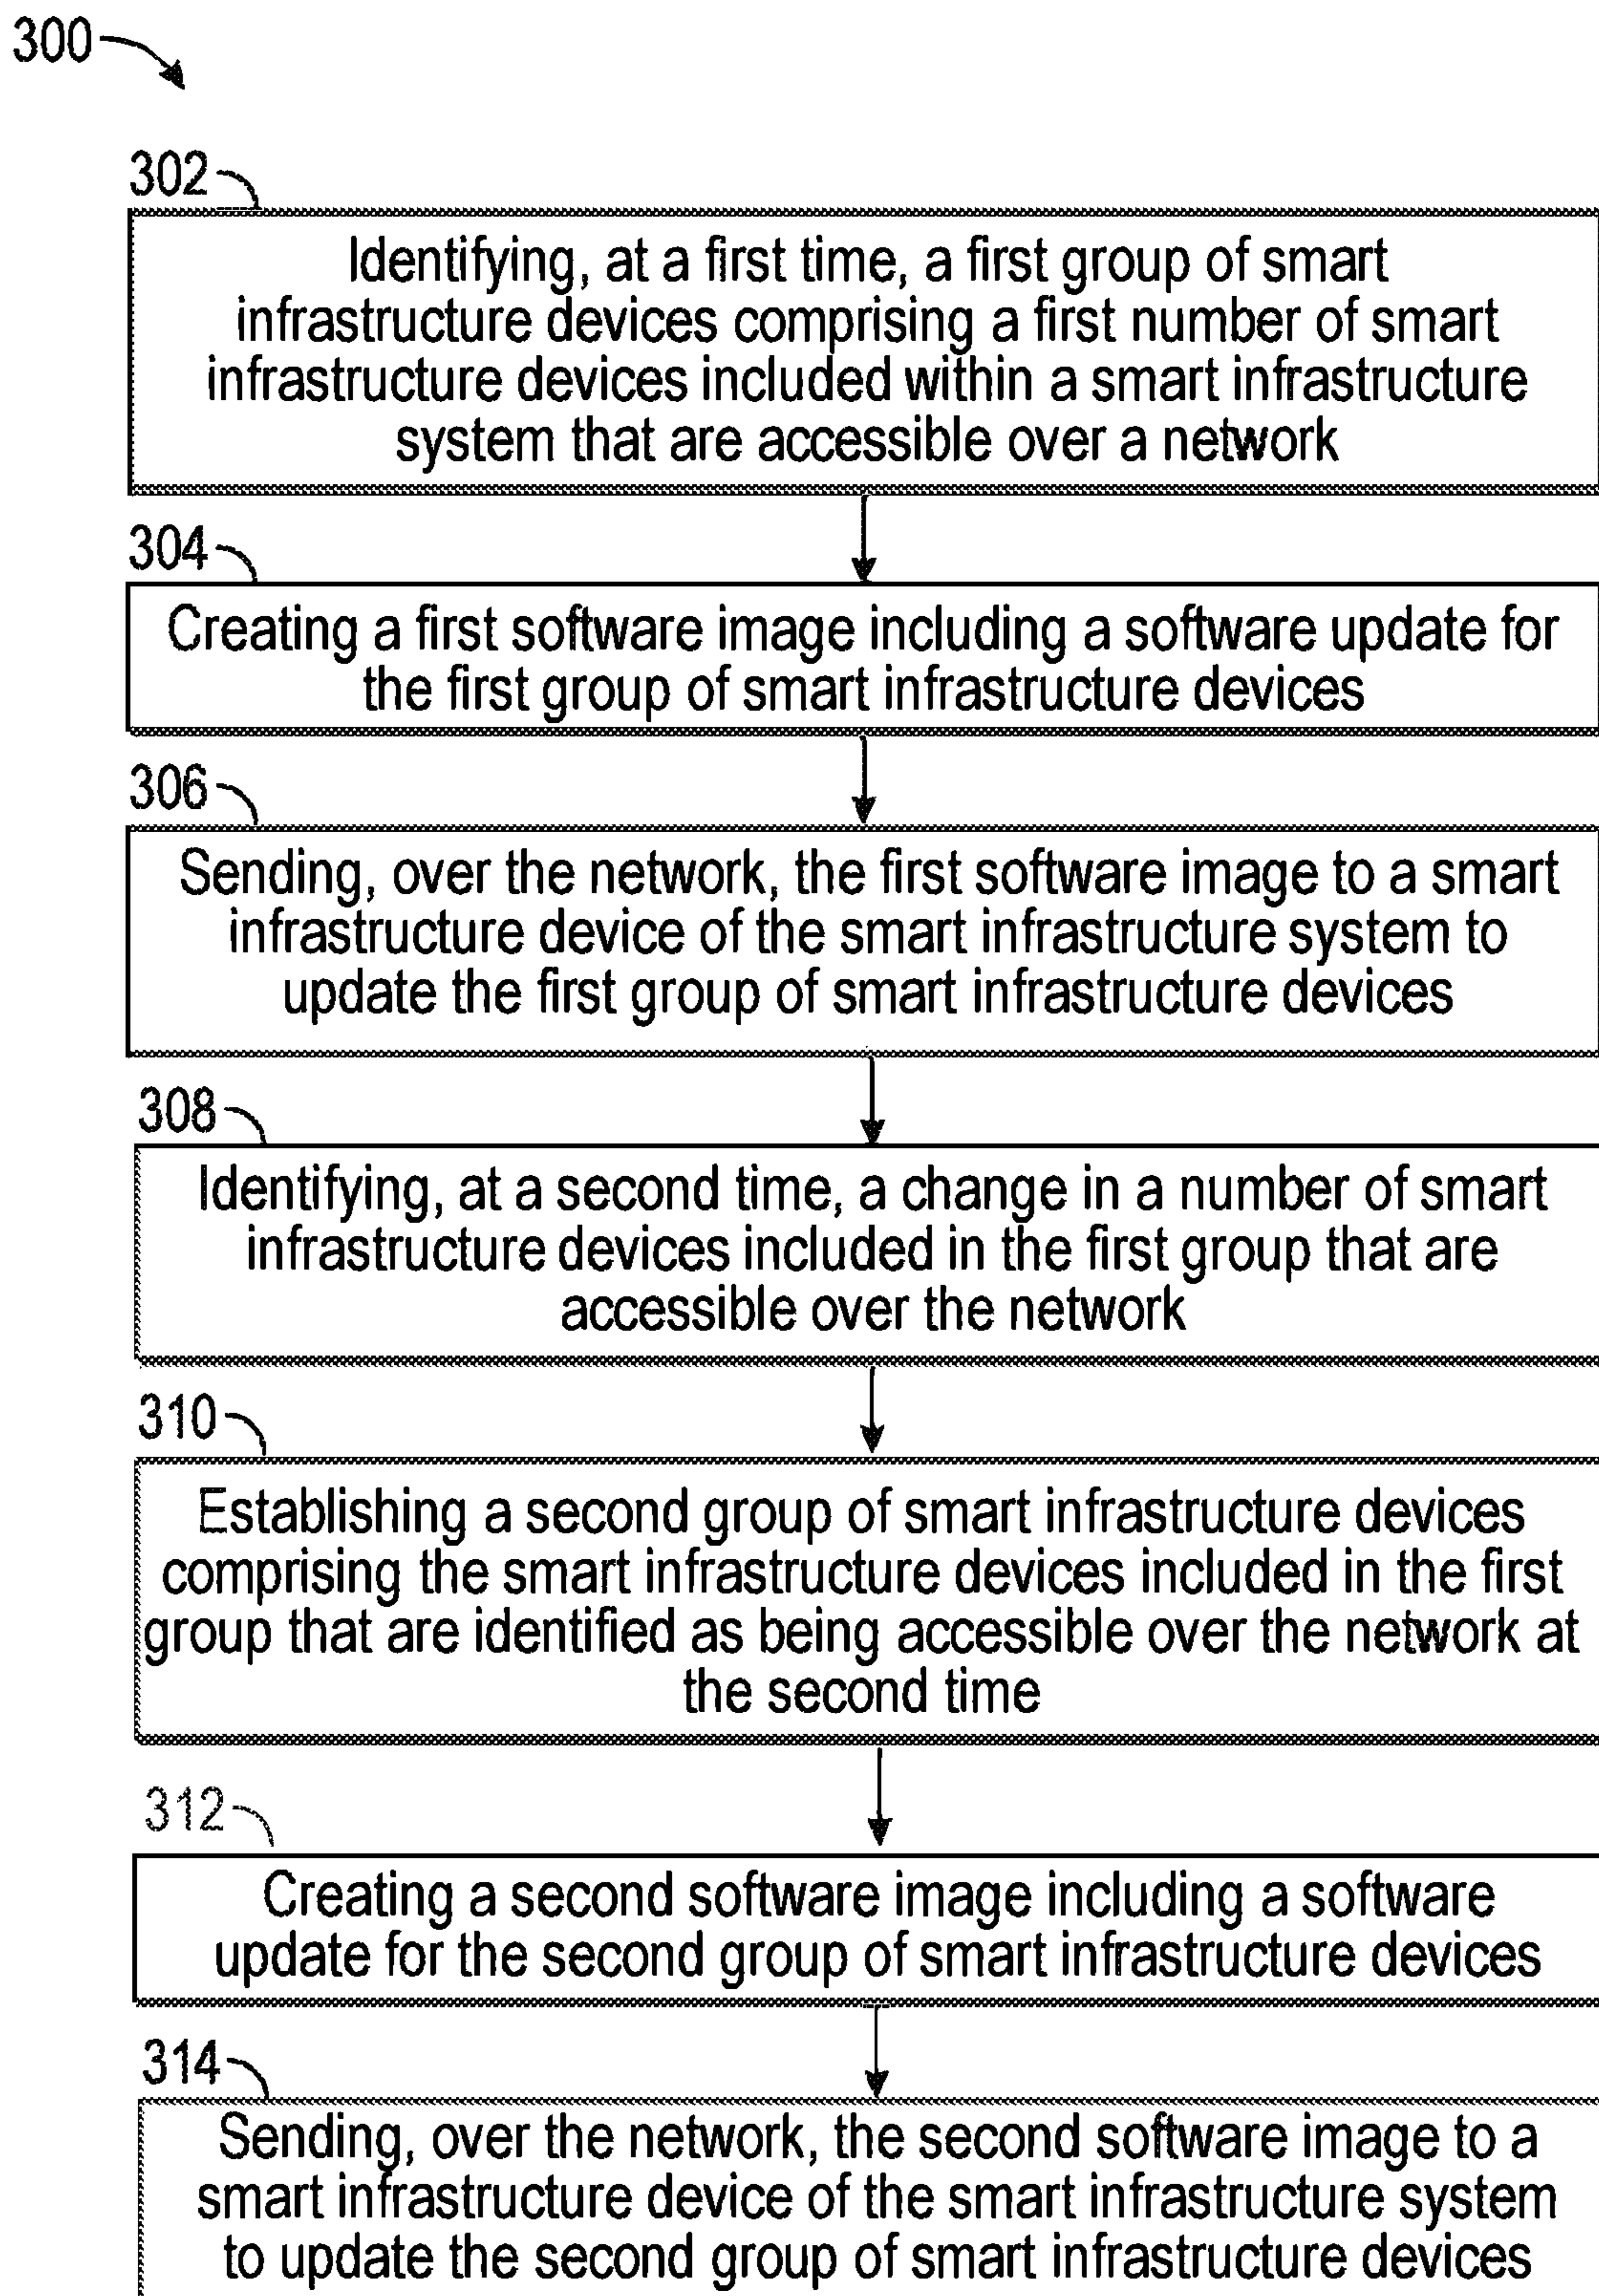 300
302
Identifying, at a first time, a first group of smart
infrastructure devices comprising a first number of smart
infrastructure devices included within a smart infrastructure
system that are accessible over a network
304
Creating a first software image including a software update for
the first group of smart infrastructure devices
306
Sending, over the network, the first software image to a smart
infrastructure device of the smart infrastructure system to
update the first group of smart infrastructure devices
308
Identifying, at a second time, a change in a number of smart
infrastructure devices included in the first group that are
accessible over the network
310
Establishing a second group of smart infrastructure devices
comprising the smart infrastructure devices included in the first
group that are identified as being accessible over the network at
the second time
312
Creating a second software image including a software
update for the second group of smart infrastructure devices
314
Sending, over the network, the second software image to a
smart infrastructure device of the smart infrastructure system
to update the second group of smart infrastructure devices